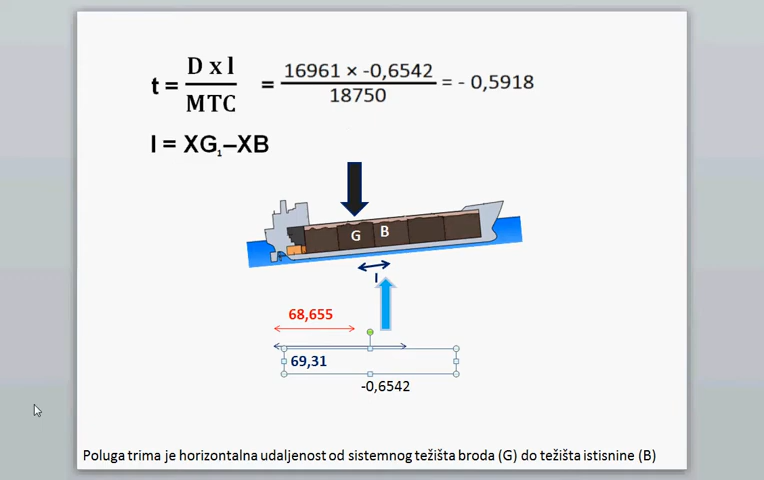 t = D x l / MTC = 16961 × -0,6542 / 18750 = - 0,5918
l = XG1–XB
G B
l
68,655
69,31
-0,6542
Poluga trima je horizontalna udaljenost od sistemnog težišta broda (G) do težišta istisnine (B)